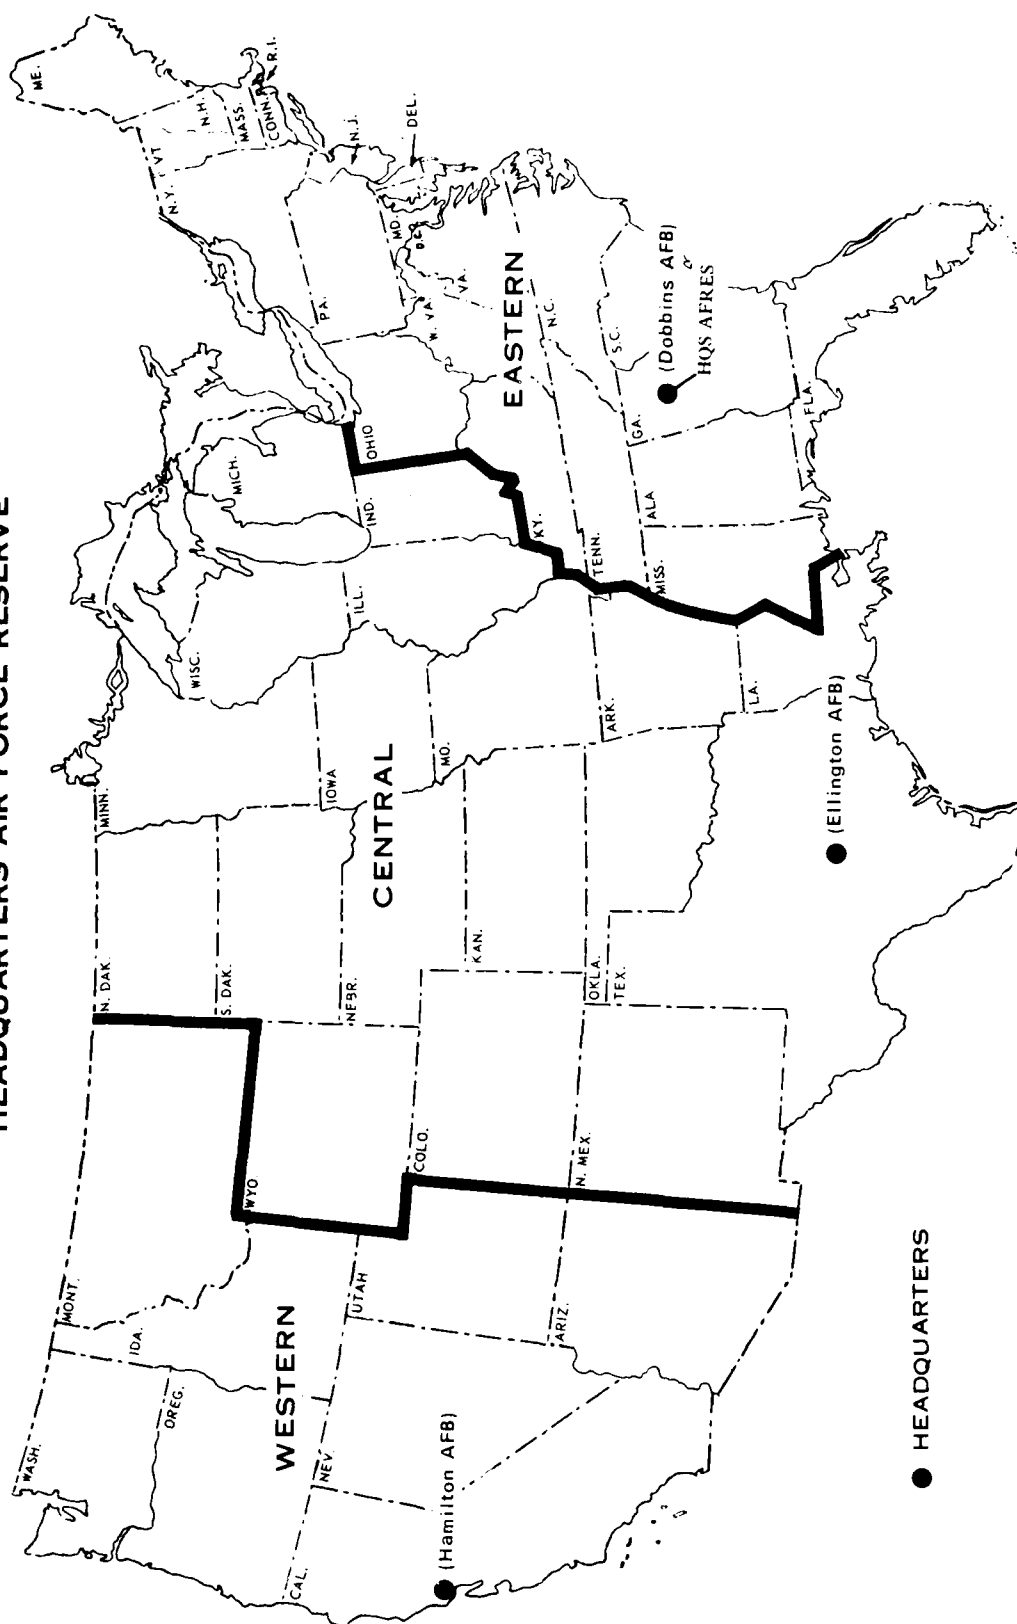 HEADQUARTERS AIR FORCE RESERVE
WASH.
MONT.
N. DAK.
MINN.
ME.
OREG.
IDA.
WYO
S. DAK.
WISC.
MICH.
N.Y.
VT
N.H.
MASS.
CONN.
R.I.
CAL.
NEV.
UTAH
COLO.
NEBR.
IOWA
ILL.
IND.
OHIO
PA.
N.J.
MD.
DEL.
D.C.
W. VA.
VA.
WESTERN
CENTRAL
EASTERN
ARIZ.
N. MEX.
KAN.
MO.
KY.
TENN.
N.C.
S.C.
OKLA.
TEX.
ARK.
MISS.
ALA
GA.
LA.
FLA.
(Hamilton AFB)
(Ellington AFB)
(Dobbins AFB)
HQS AFRES
HEADQUARTERS